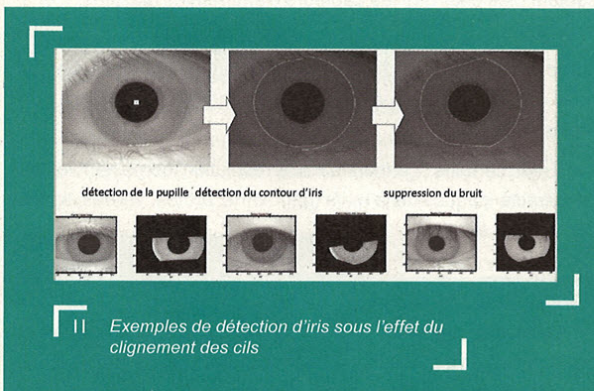 détection de la pupille détection du contour d'iris suppression du bruit
II Exemples de détection d'iris sous l'effet du
clignement des cils